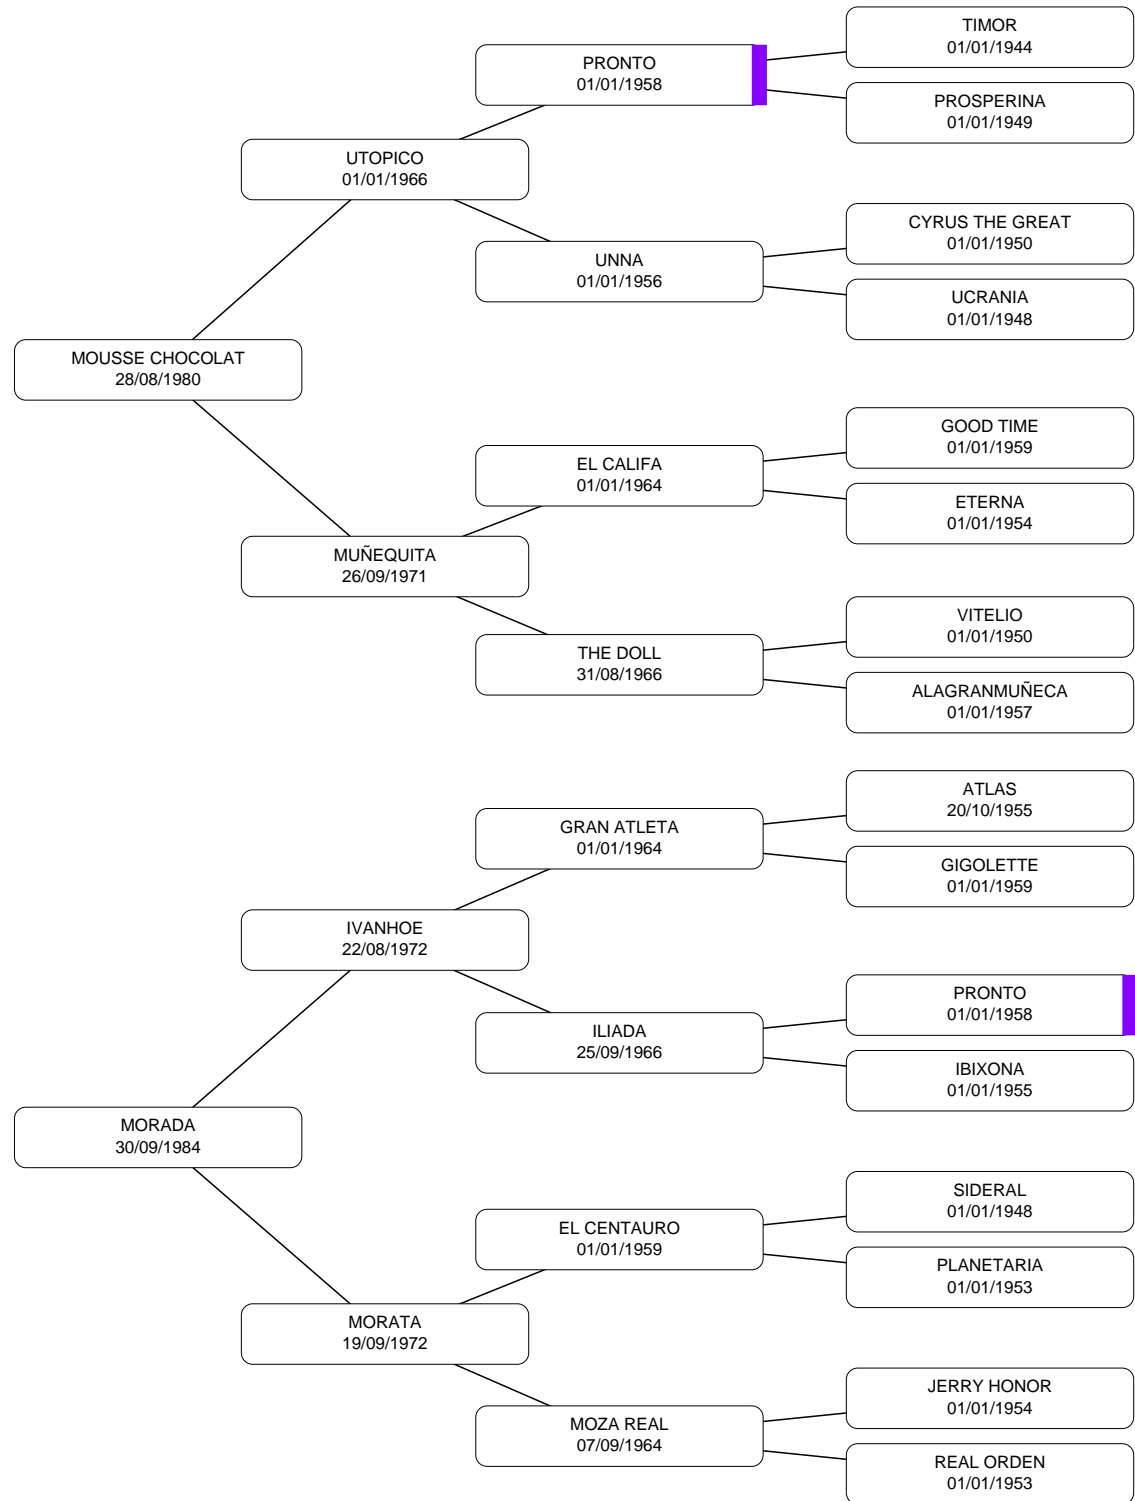 TIMOR
01/01/1944
PRONTO
01/01/1958
PROSPERINA
01/01/1949
UTOPICO
01/01/1966
CYRUS THE GREAT
01/01/1950
UNNA
01/01/1956
UCRANIA
01/01/1948
MOUSSE CHOCOLAT
28/08/1980
GOOD TIME
01/01/1959
EL CALIFA
01/01/1964
ETERNA
01/01/1954
MUÑEQUITA
26/09/1971
VITELIO
01/01/1950
THE DOLL
31/08/1966
ALAGRANMUÑECA
01/01/1957
ATLAS
20/10/1955
GRAN ATLETA
01/01/1964
GIGOLETTE
01/01/1959
IVANHOE
22/08/1972
PRONTO
01/01/1958
ILIADA
25/09/1966
IBIXONA
01/01/1955
MORADA
30/09/1984
SIDERAL
01/01/1948
EL CENTAURO
01/01/1959
PLANETARIA
01/01/1953
MORATA
19/09/1972
JERRY HONOR
01/01/1954
MOZA REAL
07/09/1964
REAL ORDEN
01/01/1953